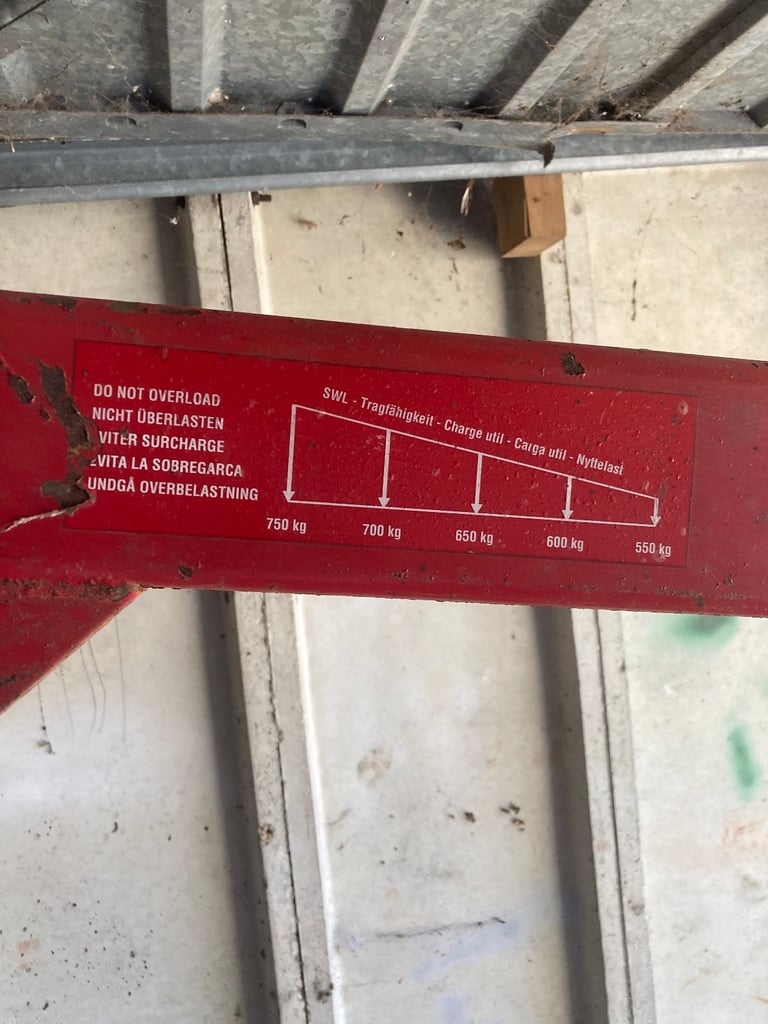 DO NOT OVERLOAD
NICHT ÜBERLASTEN
VITER SURCHARGE
EVITA LA SOBREGARCA
UNDGÅ OVERBELASTNING
SWL - Tragfähigkeit - Charge util - Carga util - Nyttelast
750 kg 700 kg 650 kg 600 kg 550 kg